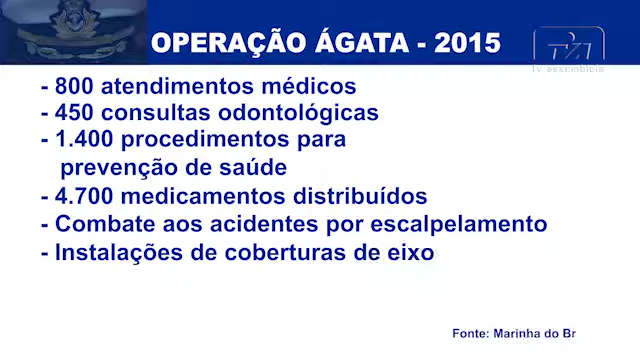 OPERAÇÃO ÁGATA - 2015
- 800 atendimentos médicos
- 450 consultas odontológicas
- 1.400 procedimentos para
prevenção de saúde
- 4.700 medicamentos distribuídos
- Combate aos acidentes por escalpelamento
- Instalações de coberturas de eixo
Fonte: Marinha do Br